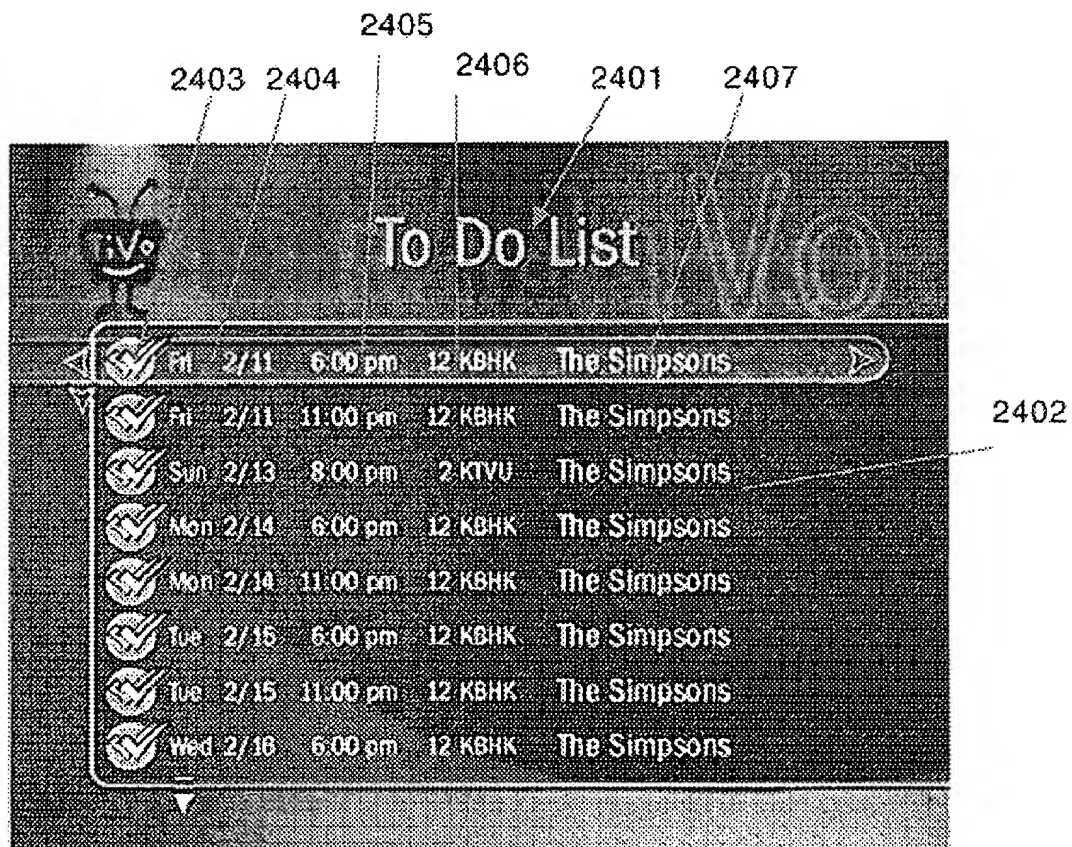 2405
2403 2404 2406 2401 2407
TiVo
To Do List
Fri 2/11 6:00 pm 12 KBHK The Simpsons
Fri 2/11 11:00 pm 12 KBHK The Simpsons
2402
Sun 2/13 8:00 pm 2 KTVU The Simpsons
Mon 2/14 6:00 pm 12 KBHK The Simpsons
Mon 2/14 11:00 pm 12 KBHK The Simpsons
Tue 2/15 6:00 pm 12 KBHK The Simpsons
Tue 2/15 11:00 pm 12 KBHK The Simpsons
Wed 2/16 6:00 pm 12 KBHK The Simpsons